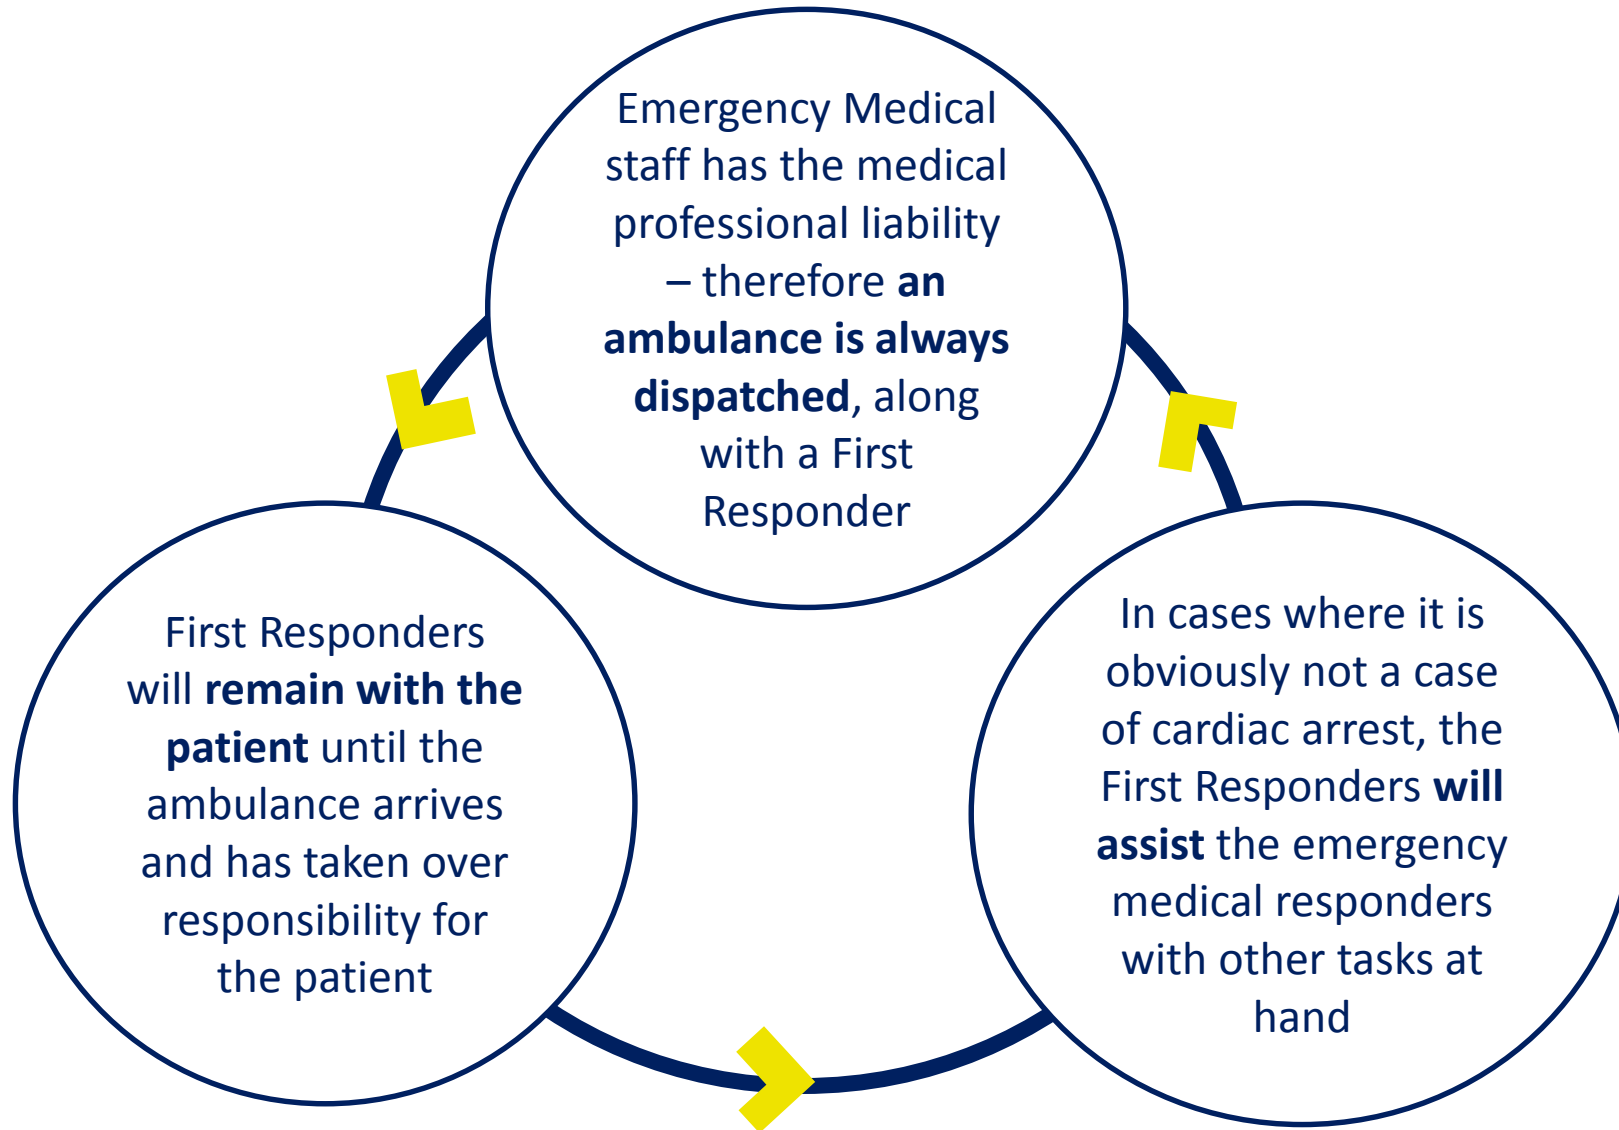 Emergency Medical
staff has the medical
professional liability
– therefore an
ambulance is always
dispatched, along
with a First
Responder
First Responders
will remain with the
patient until the
ambulance arrives
and has taken over
responsibility for
the patient
In cases where it is
obviously not a case
of cardiac arrest, the
First Responders will
assist the emergency
medical responders
with other tasks at
hand